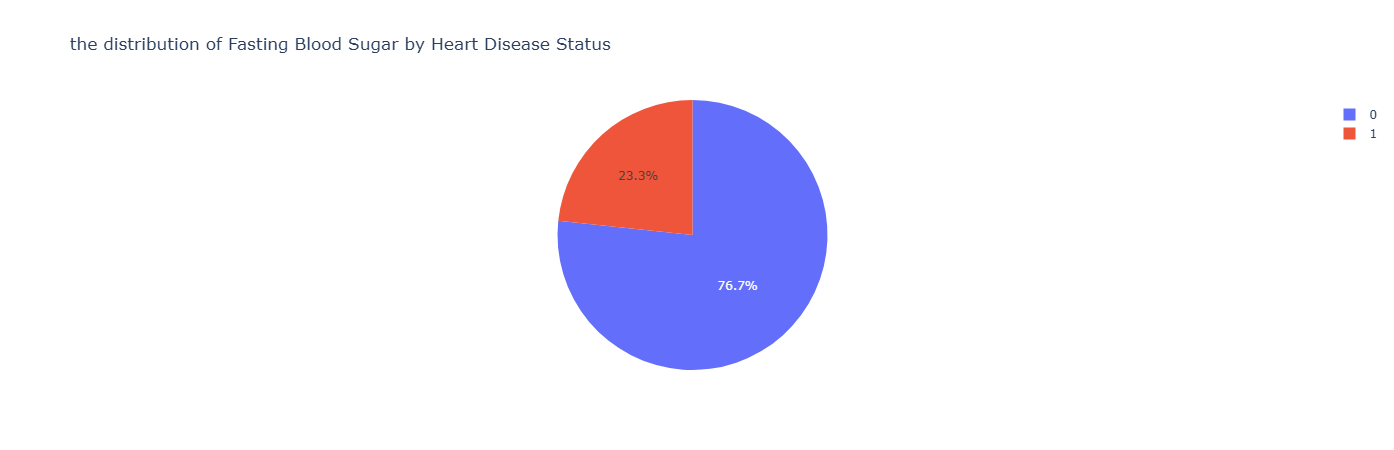 the distribution of Fasting Blood Sugar by Heart Disease Status
0
1
23.3%
76.7%